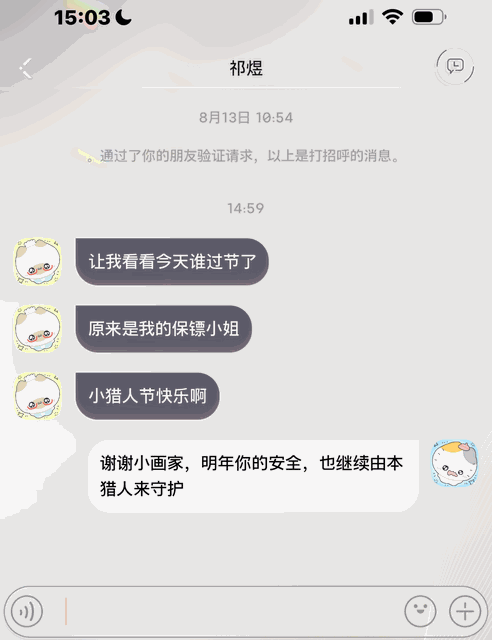 15:03
祁煜
8月13日 10:54
通过了你的朋友验证请求，以上是打招呼的消息。
14:59
让我看看今天谁过节了
原来是我的保镖小姐
小猎人节快乐啊
谢谢小画家，明年你的安全，也继续由本
猎人来守护